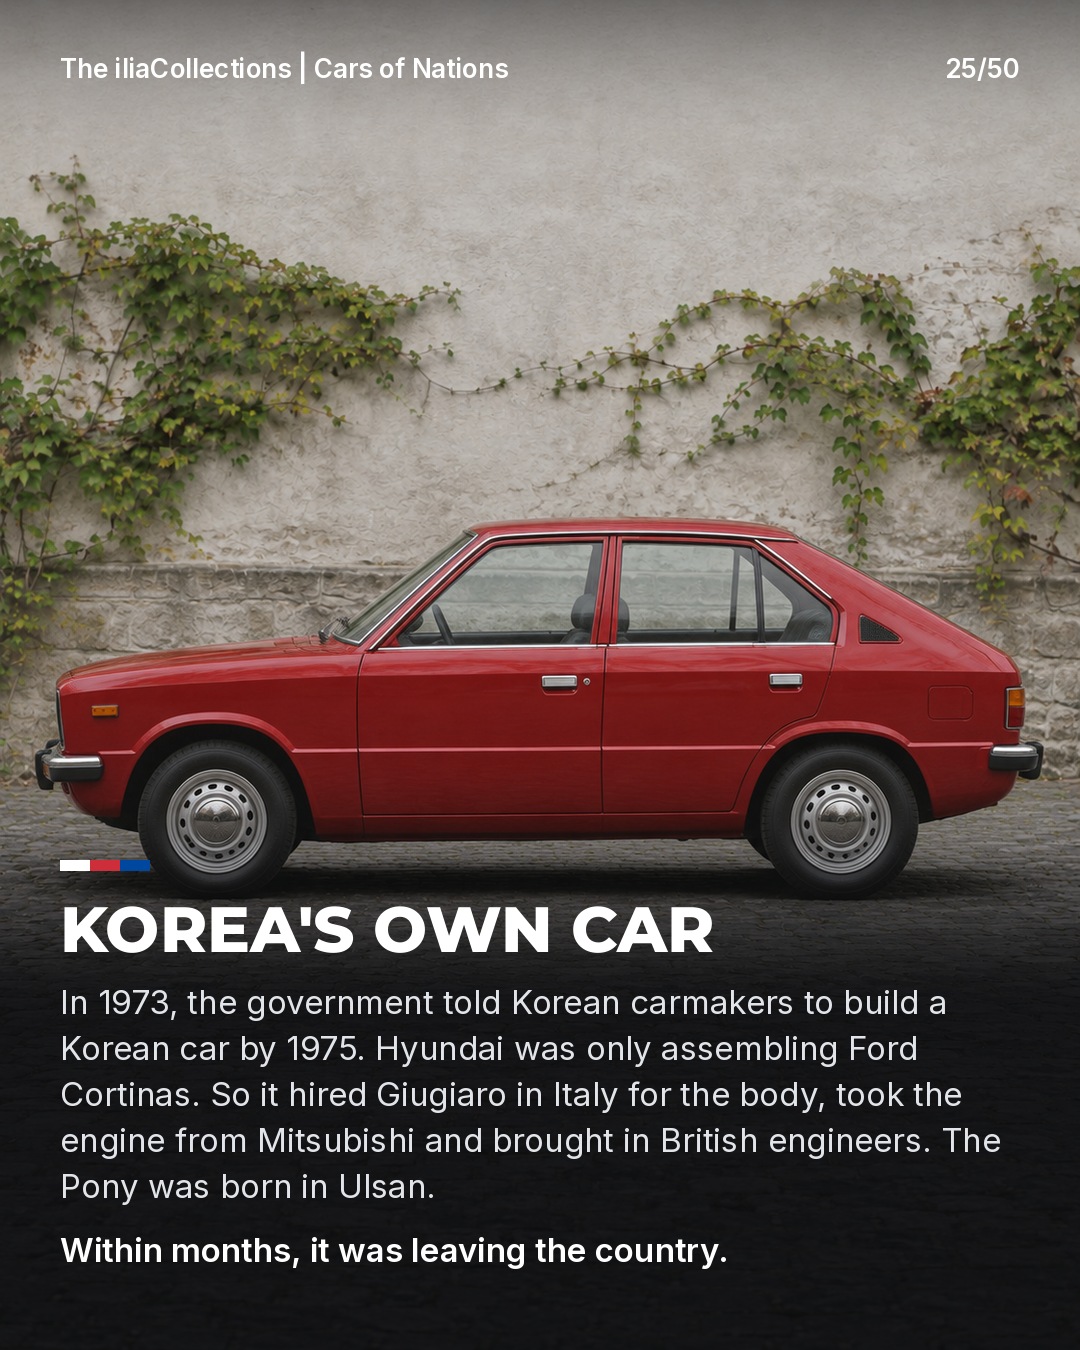 The iliaCollections | Cars of Nations
25/50
KOREA'S OWN CAR
In 1973, the government told Korean carmakers to build a
Korean car by 1975. Hyundai was only assembling Ford
Cortinas. So it hired Giugiaro in Italy for the body, took the
engine from Mitsubishi and brought in British engineers. The
Pony was born in Ulsan.
Within months, it was leaving the country.